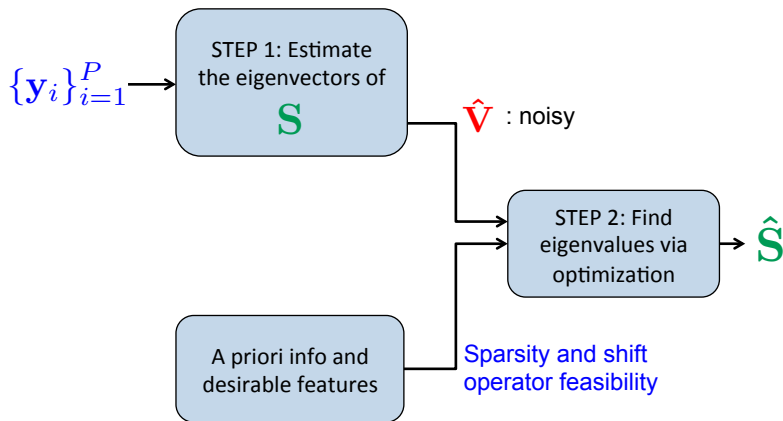 STEP 1: Estimate
the eigenvectors of
S
{y_i}_{i=1}^P
V̂ : noisy
STEP 2: Find
eigenvalues via
optimization
Ŝ
A priori info and
desirable features
Sparsity and shift
operator feasibility